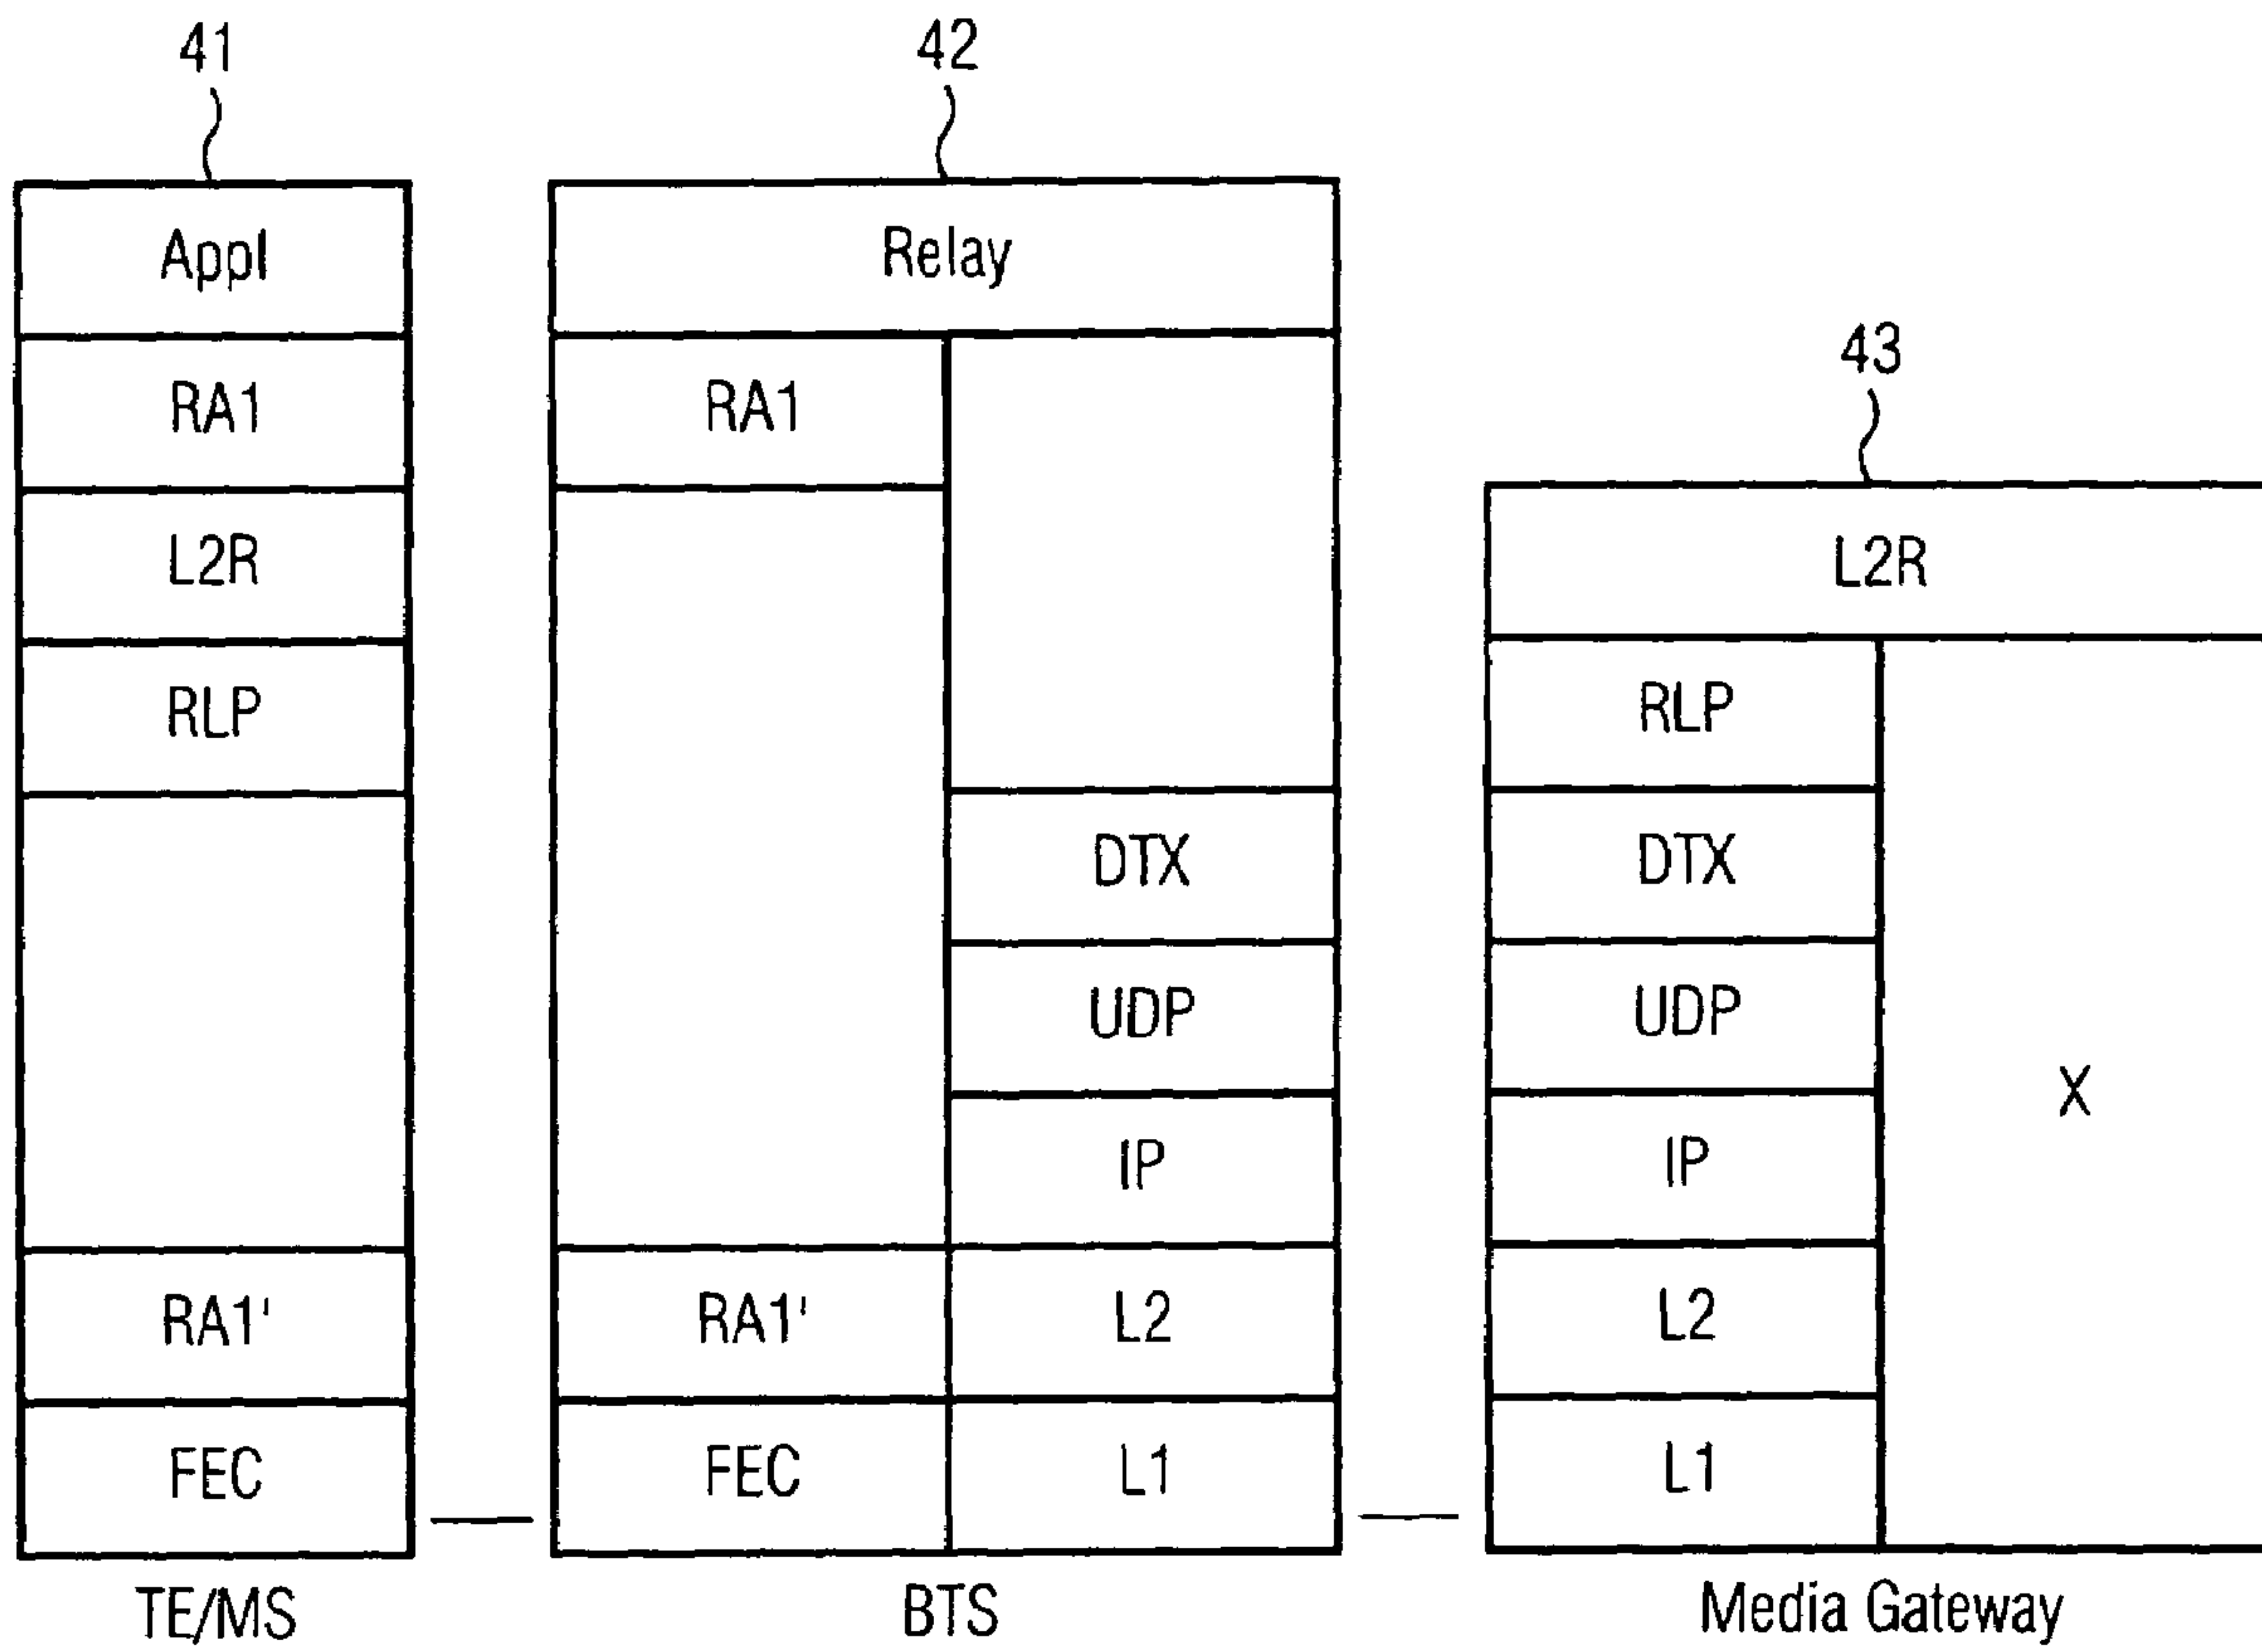 41
42
43
Appl
RA1
L2R
RLP
RA1'
FEC
TE/MS
Relay
RA1
RA1'
FEC
DTX
UDP
IP
L2
L1
BTS
L2R
RLP
DTX
UDP
IP
L2
L1
X
Media Gateway